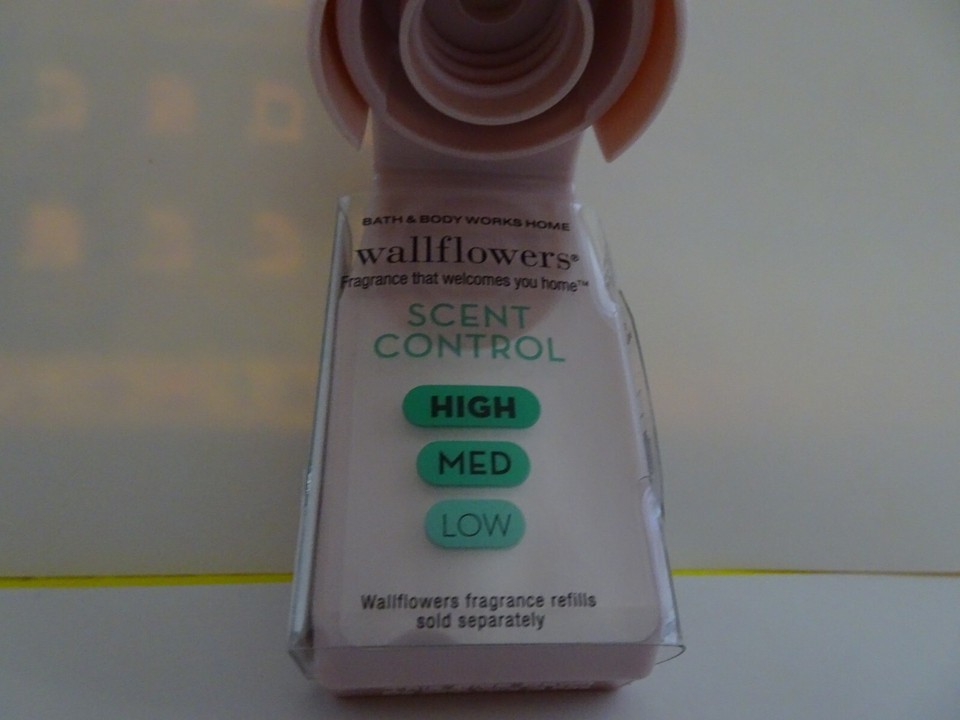 BATH & BODY WORKS HOME
wallflowers®
Fragrance that welcomes you home™
SCENT
CONTROL
HIGH
MED
LOW
Wallflowers fragrance refills
sold separately